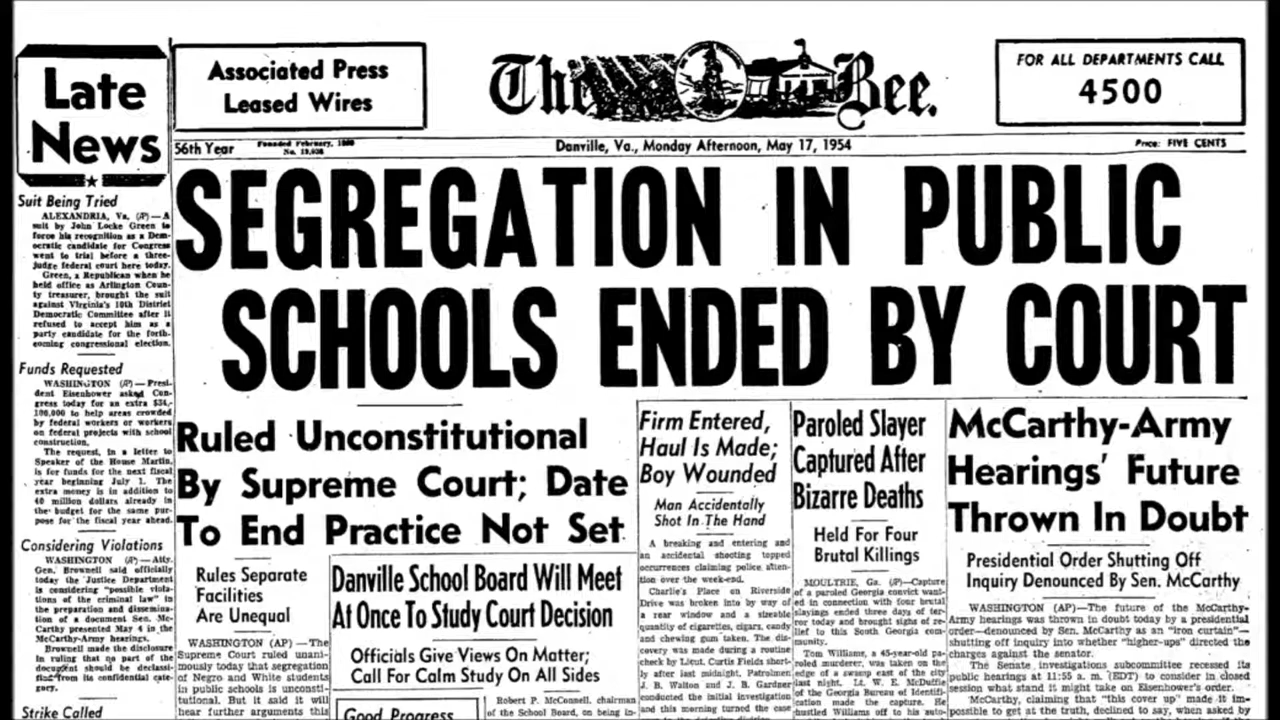 Late
News
Associated Press
Leased Wires
The Bee.
FOR ALL DEPARTMENTS CALL
4500
56th Year
Founded February, 1899
Danville, Va., Monday Afternoon, May 17, 1954
Price: FIVE CENTS
SEGREGATION IN PUBLIC
SCHOOLS ENDED BY COURT
Suit Being Tried
ALEXANDRIA, Va. (AP)—A
suit by John Locke Green to
force his recognition as a Dem-
ocratic candidate for Congress
went to trial before a three-
judge federal court here today.
Green, a Republican when he
held office as Arlington Coun-
ty treasurer, brought the suit
against Virginia's 10th District
Democratic Committee after it
refused to accept him as a
party candidate for the forth-
coming congressional election.
Funds Requested
WASHINGTON (AP)—Presi-
dent Eisenhower asked Con-
gress today for an extra $34,-
100,000 to help areas crowded
by federal workers or workers
on federal projects with school
construction.
The request, in a letter to
Speaker of the House Martin,
is for funds for the next fiscal
year beginning July 1. The
extra money is in addition to
40 million dollars already in
the budget for the same pur-
pose for the fiscal year ahead.
Considering Violations
WASHINGTON (AP)—Atty.
Gen. Brownell said officially
today the Justice Department
is considering "possible viola-
tions of the criminal law" in
the preparation and dissemina-
tion of a document Sen. Mc-
Carthy presented May 4 in the
McCarthy-Army hearings.
Brownell made the disclosure
in ruling that no part of the
document should be declassi-
fied from its confidential cate-
gory.
Strike Called
Ruled Unconstitutional
By Supreme Court; Date
To End Practice Not Set
Rules Separate
Facilities
Are Unequal
WASHINGTON (AP) —The
Supreme Court ruled unani-
mously today that segregation
of Negro and White students
in public schools is unconsti-
tutional. But it said it will
hear further arguments this
Danville School Board Will Meet
At Once To Study Court Decision
Officials Give Views On Matter;
Call For Calm Study On All Sides
Good Progress
Robert P. McConnell, chairman
of the School Board, on being in-
Firm Entered,
Haul Is Made;
Boy Wounded
Man Accidentally
Shot In The Hand
A breaking and entering and
an accidental shooting topped
occurrences claiming police atten-
tion over the week-end.
Charlie's Place on Riverside
Drive was broken into by way of
a rear window and a sizeable
quantity of cigarettes, cigars, candy
and chewing gum taken. The dis-
covery was made during a routine
check by Lieut. Curtis Fields short-
ly after last midnight. Patrolmen
J. B. Walton and J. B. Gardner
conducted the initial investigation
and this morning turned the case
Paroled Slayer
Captured After
Bizarre Deaths
Held For Four
Brutal Killings
MOULTRIE, Ga. (AP)—Capture
of a paroled Georgia convict want-
ed in connection with four brutal
slayings ended three days of ter-
ror today and brought sighs of re-
lief to this South Georgia com-
munity.
Tom Williams, a 45-year-old pa-
roled murderer, was taken on the
edge of a swamp east of the city
last night. Lt. W. E. McDuffie
of the Georgia Bureau of Identifi-
cation made the capture. He
hustled Williams off to his auto-
McCarthy-Army
Hearings' Future
Thrown In Doubt
Presidential Order Shutting Off
Inquiry Denounced By Sen. McCarthy
WASHINGTON (AP)—The future of the McCarthy-
Army hearings was thrown in doubt today by a presidential
order—denounced by Sen. McCarthy as an "iron curtain"—
shutting off inquiry into whether "higher-ups" directed the
charges against the senator.
The Senate investigations subcommittee recessed its
public hearings at 11:55 a. m. (EDT) to consider in closed
session what stand it might take on Eisenhower's order.
McCarthy, claiming that "this cover up" made it im-
possible to get at the truth, declined to say, when asked by